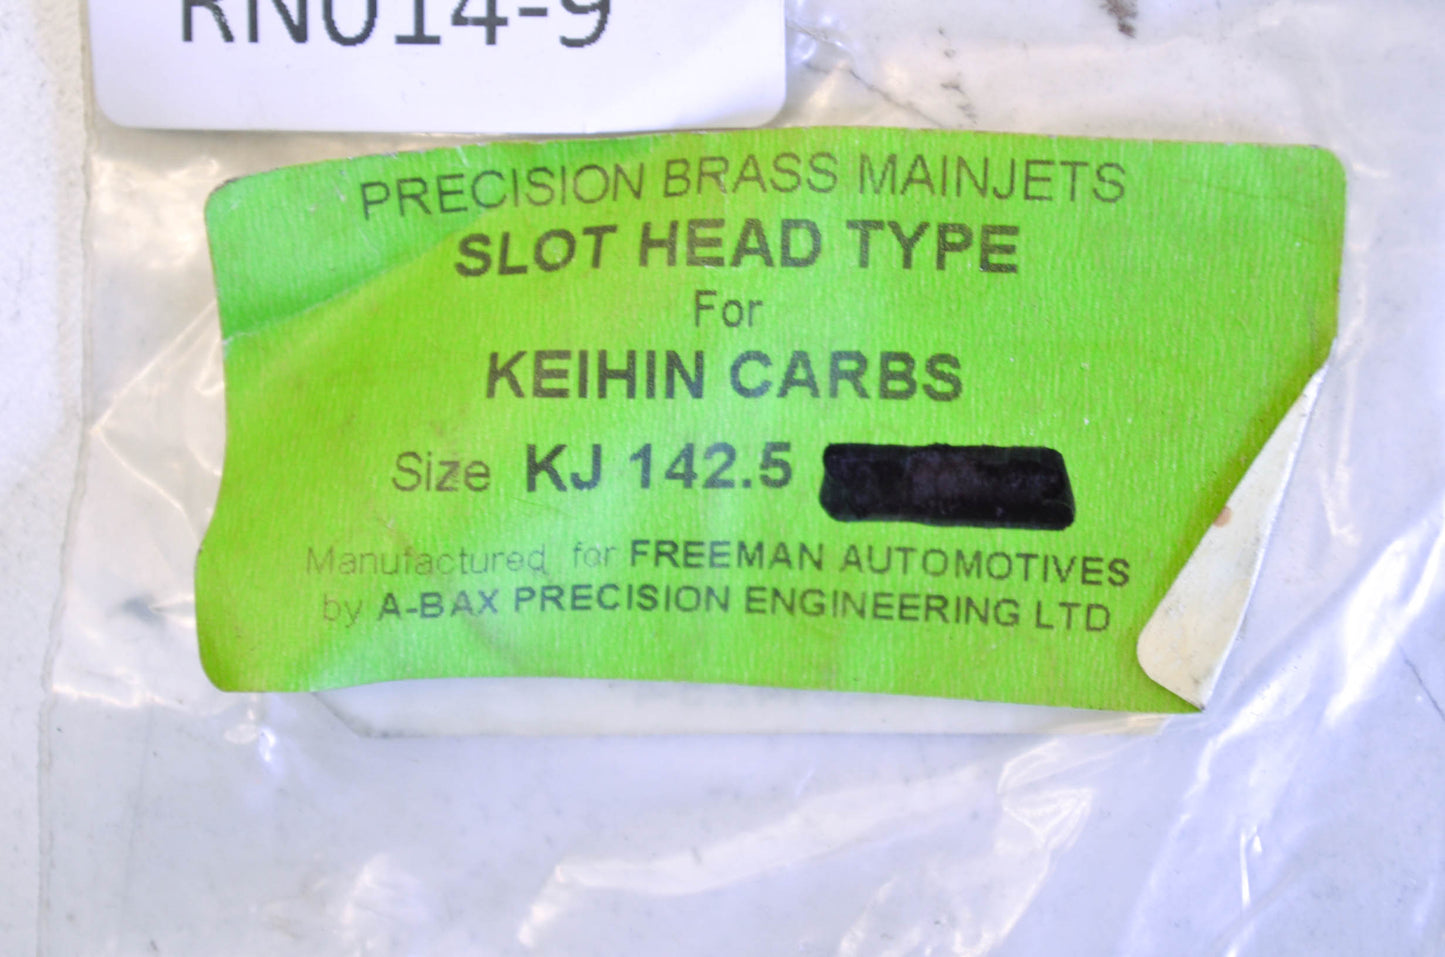 RN014-9
PRECISION BRASS MAINJETS
SLOT HEAD TYPE
For
KEIHIN CARBS
Size KJ 142.5
Manufactured for FREEMAN AUTOMOTIVES
by A-BAX PRECISION ENGINEERING LTD